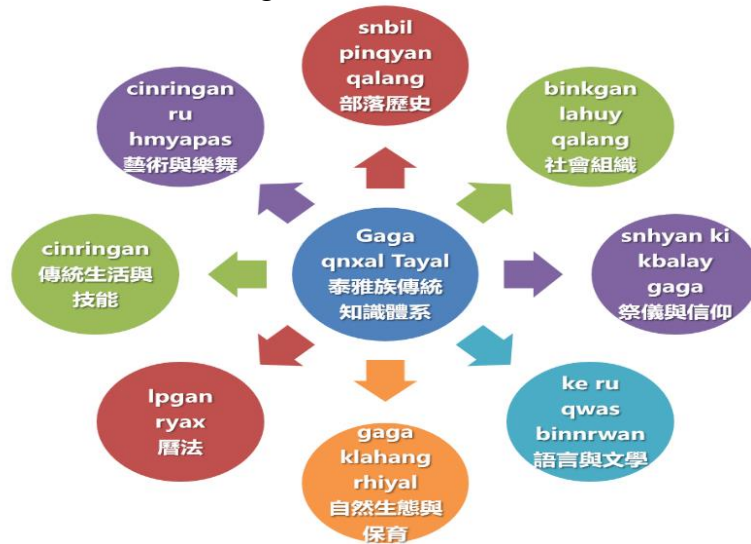 snbil
pinqyan
qalang
部落歷史
binkgan
lahuy
qalang
社會組織
snhyan ki
kbalay
gaga
祭儀與信仰
ke ru
qwas
binnrwan
語言與文學
gaga
klahang
rhiyal
自然生態與
保育
lpgan
ryax
曆法
cinringan
傳統生活與
技能
cinringan
ru
hmyapas
藝術與樂舞
Gaga
qnxal Tayal
泰雅族傳統
知識體系